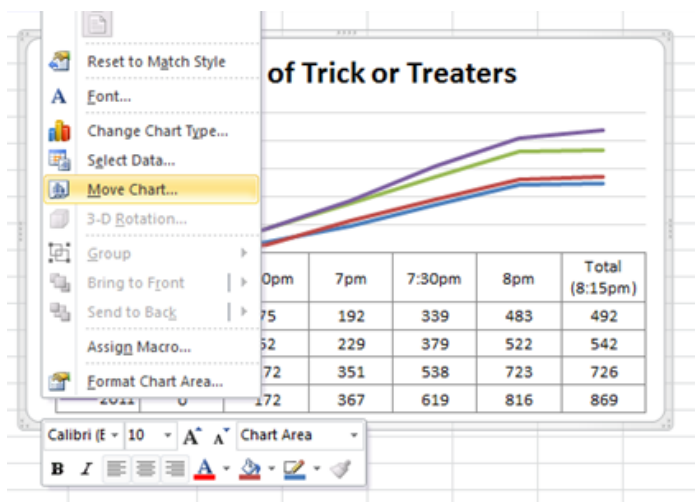 Reset to Match Style
of Trick or Treaters
A Font...
Change Chart Type...
Select Data...
Move Chart...
3-D Rotation...
Group
Bring to Front
Send to Back
Assign Macro...
Format Chart Area...
0pm 7pm 7:30pm 8pm Total
(8:15pm)
75 192 339 483 492
52 229 379 522 542
72 351 538 723 726
2011 0 172 367 619 816 869
Calibri (E 10 A A Chart Area
B I A